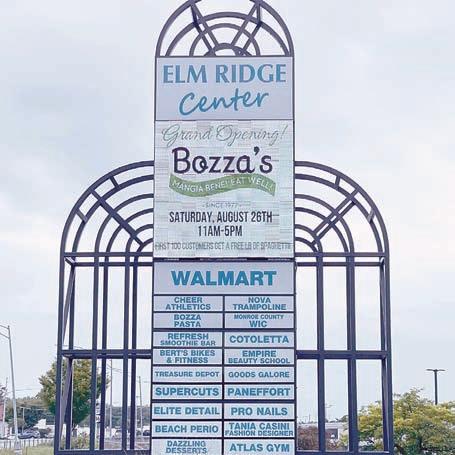 ELM RIDGE
Center
Grand Opening!
Bozza's
MANGIA BENE! EAT WELL!
SINCE 1977
SATURDAY, AUGUST 26TH
11AM-5PM
FIRST 100 CUSTOMERS GET A FREE LB OF SPAGHETTI
WALMART
CHEER
ATHLETICS
NOVA
TRAMPOLINE
BOZZA
PASTA
MONROE COUNTY
WIC
REFRESH
SMOOTHIE BAR
COTOLETTA
BERT'S BIKES
& FITNESS
EMPIRE
BEAUTY SCHOOL
TREASURE DEPOT
GOODS GALORE
SUPERCUTS
PANEFFORT
ELITE DETAIL
PRO NAILS
BEACH PERIO
TANIA CASINI
FASHION DESIGNER
DAZZLING
DESSERTS
ATLAS GYM